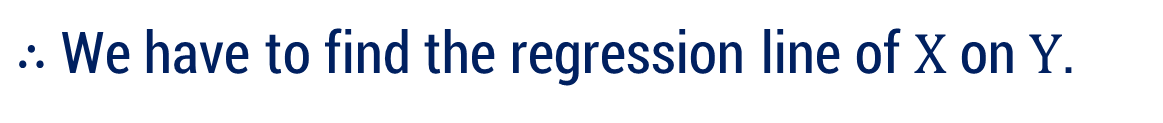 ∴ We have to find the regression line of X on Y.